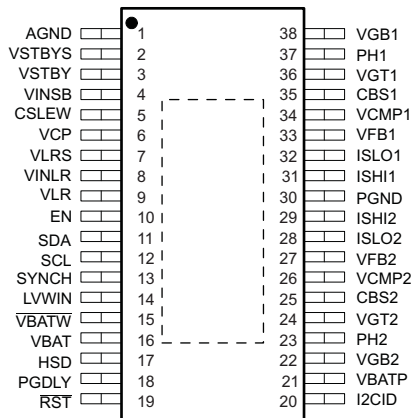 AGND 1 38 VGB1
VSTBYS 2 37 PH1
VSTBY 3 36 VGT1
VINSB 4 35 CBS1
CSLEW 5 34 VCMP1
VCP 6 33 VFB1
VLRS 7 32 ISLO1
VINLR 8 31 ISHI1
VLR 9 30 PGND
EN 10 29 ISHI2
SDA 11 28 ISLO2
SCL 12 27 VFB2
SYNCH 13 26 VCMP2
LVWIN 14 25 CBS2
VBATW 15 24 VGT2
VBAT 16 23 PH2
HSD 17 22 VGB2
PGDLY 18 21 VBATP
RST 19 20 I2CID